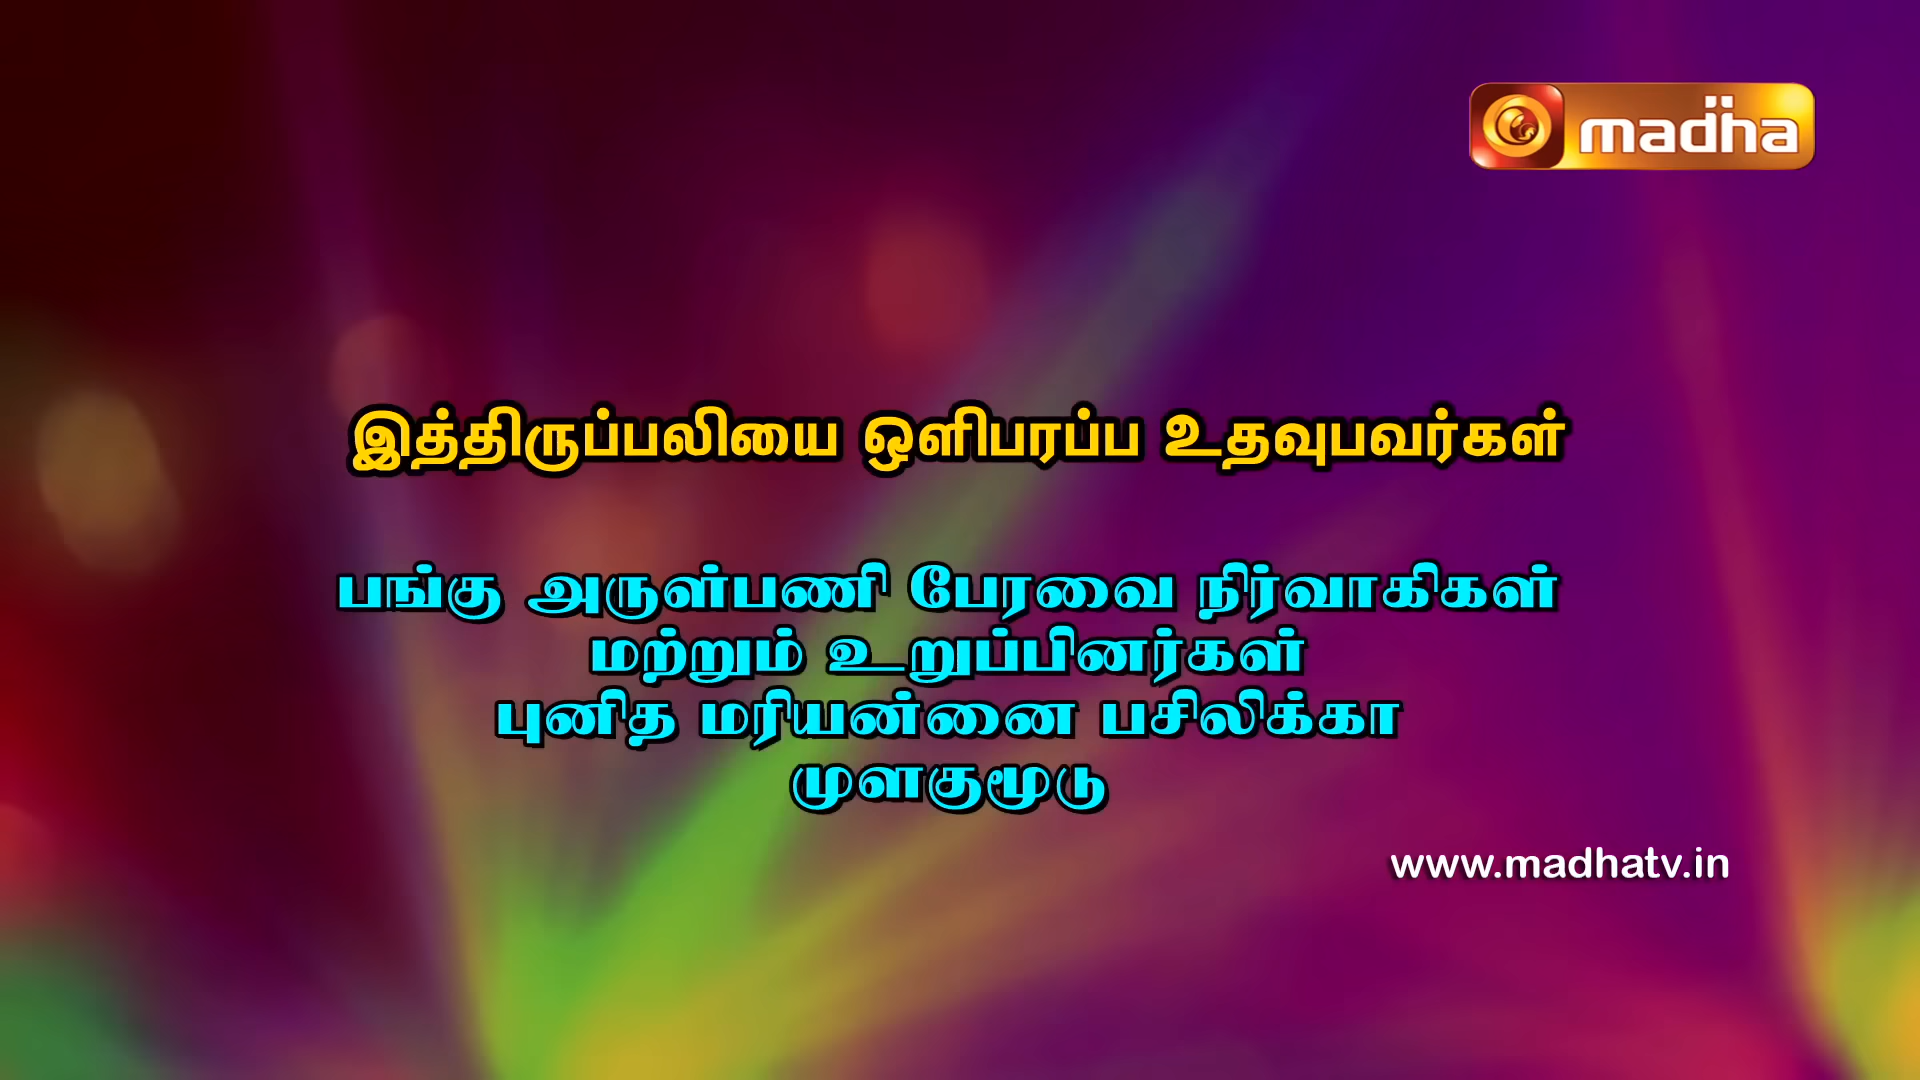 madha
இத்திருப்பலியை ஒளிபரப்ப உதவுபவர்கள்
பங்கு அருள்பணி பேரவை நிர்வாகிகள்
மற்றும் உறுப்பினர்கள்
புனித மரியன்னை பசிலிக்கா
முளகுமூடு
www.madhatv.in